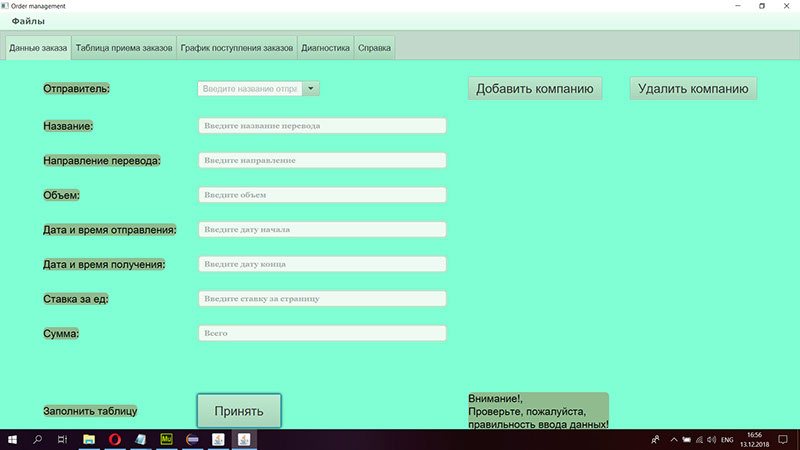 Order management
Файлы
Данные заказа Таблица приема заказов График поступления заказов Диагностика Справка
Отправитель: Введите название отпра Добавить компанию Удалить компанию
Название: Введите название перевода
Направление перевода: Введите направление
Объем: Введите объем
Дата и время отправления: Введите дату начала
Дата и время получения: Введите дату конца
Ставка за ед: Введите ставку за страницу
Сумма: Всего
Заполнить таблицу Принять
Внимание!,
Проверьте, пожалуйста,
правильность ввода данных!
Mu ENG 16:56
13.12.2018